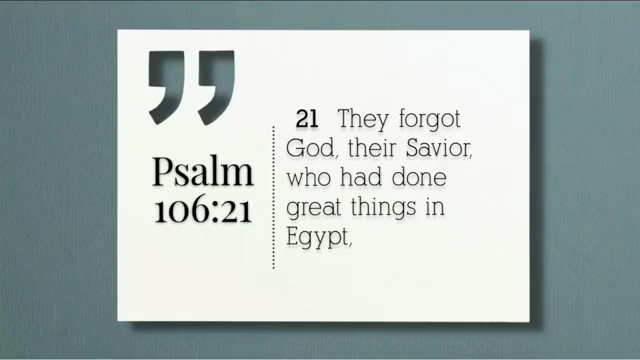 ”
Psalm
106:21
21 They forgot
God, their Savior,
who had done
great things in
Egypt,